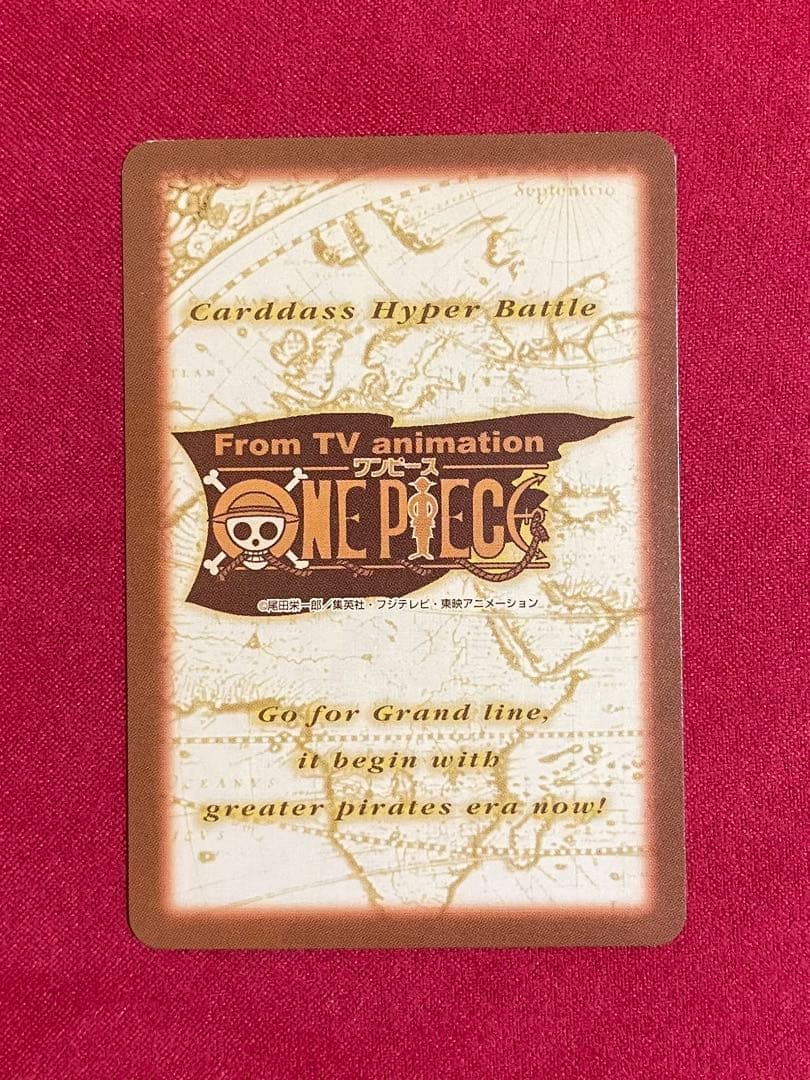 Septentrio
Carddass Hyper Battle
From TV animation
ワンピース
ONE PIECE
©尾田栄一郎／集英社・フジテレビ・東映アニメーション
Go for Grand line,
it begin with
greater pirates era now!